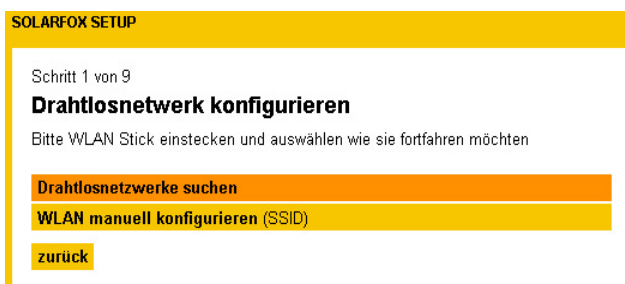 SOLARFOX SETUP
Schritt 1 von 9
Drahtlosnetwerk konfigurieren
Bitte WLAN Stick einstecken und auswählen wie sie fortfahren möchten
Drahtlosnetzwerke suchen
WLAN manuell konfigurieren (SSID)
zurück